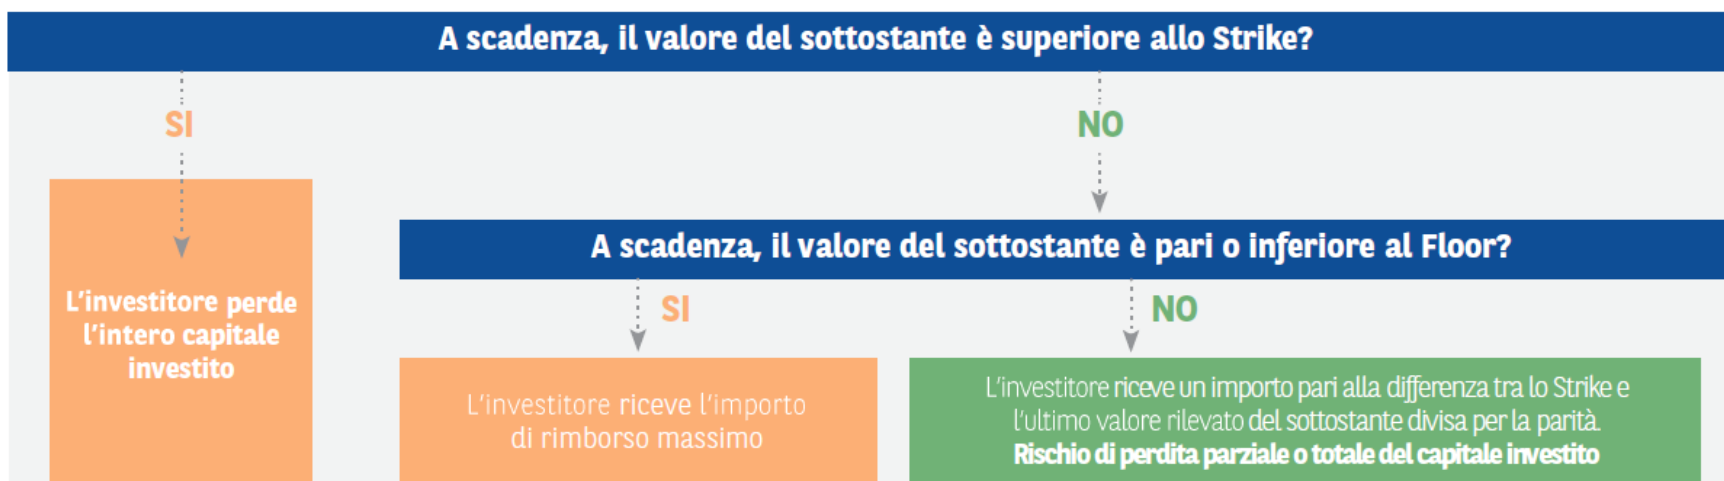 A scadenza, il valore del sottostante è superiore allo Strike?
SI
NO
A scadenza, il valore del sottostante è pari o inferiore al Floor?
SI
NO
L'investitore perde
l'intero capitale
investito
L'investitore riceve l'importo
di rimborso massimo
L'investitore riceve un importo pari alla differenza tra lo Strike e
l'ultimo valore rilevato del sottostante divisa per la parità.
Rischio di perdita parziale o totale del capitale investito